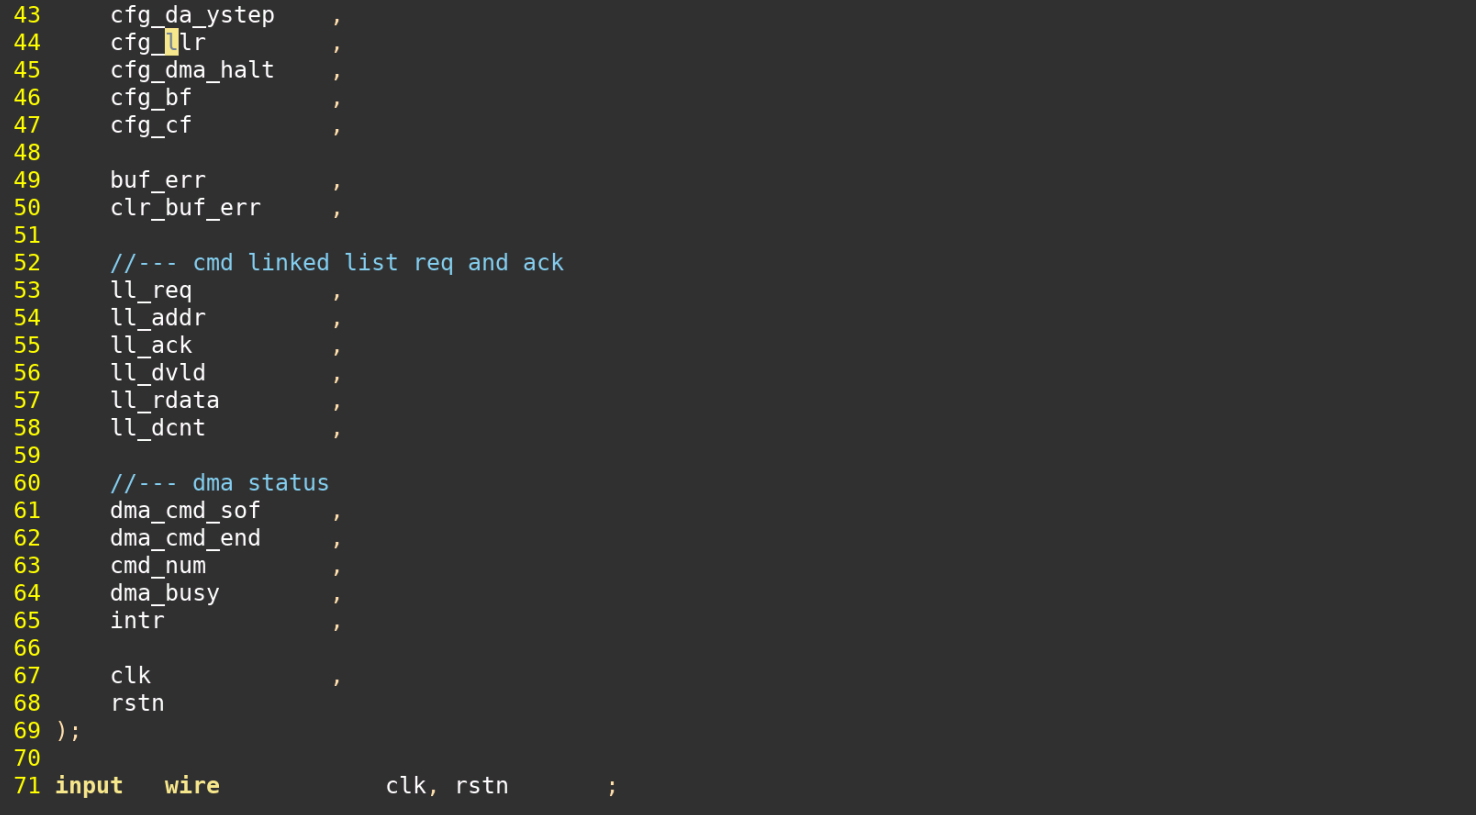 43     cfg_da_ystep    ,
44     cfg_llr         ,
45     cfg_dma_halt    ,
46     cfg_bf          ,
47     cfg_cf          ,
48
49     buf_err         ,
50     clr_buf_err     ,
51
52     //--- cmd linked list req and ack
53     ll_req          ,
54     ll_addr         ,
55     ll_ack          ,
56     ll_dvld         ,
57     ll_rdata        ,
58     ll_dcnt         ,
59
60     //--- dma status
61     dma_cmd_sof     ,
62     dma_cmd_end     ,
63     cmd_num         ,
64     dma_busy        ,
65     intr            ,
66
67     clk             ,
68     rstn
69 );
70
71 input   wire            clk, rstn       ;